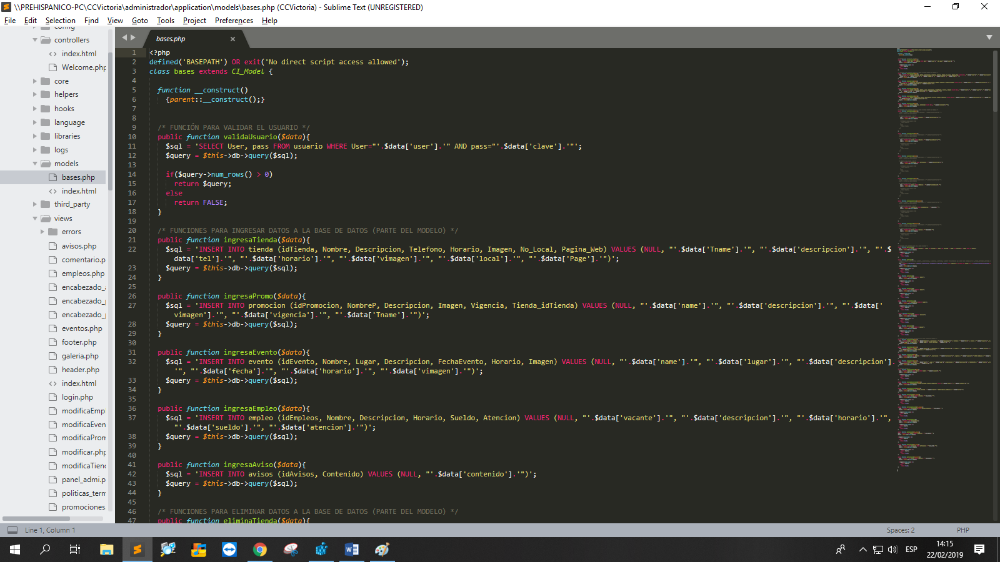 \\PREHISPANICO-PC\CCVictoria\administrador\application\models\bases.php (CCVictoria) - Sublime Text (UNREGISTERED)
File Edit Selection Find View Goto Tools Project Preferences Help
config
controllers
index.html
Welcome.php
core
helpers
hooks
language
libraries
logs
models
bases.php
index.html
third_party
views
errors
avisos.php
comentario.p
empleos.php
encabezado_
encabezado_
encabezado_
eventos.php
footer.php
galeria.php
header.php
index.html
login.php
modificaEmp
modificaEven
modificaProm
modificar.php
modificaTiend
panel_admi.p
politicas_term
promociones
bases.php
1 <?php
2 defined('BASEPATH') OR exit('No direct script access allowed');
3 class bases extends CI_Model {
4
5 function __construct()
6 {parent::__construct();}
7
8
9 /* FUNCIÓN PARA VALIDAR EL USUARIO */
10 public function validaUsuario($data){
11 $sql = 'SELECT User, pass FROM usuario WHERE User="'.$data['user'].'" AND pass="'.$data['clave'].'"';
12 $query = $this->db->query($sql);
13
14 if($query->num_rows() > 0)
15 return $query;
16 else
17 return FALSE;
18 }
19
20 /* FUNCIONES PARA INGRESAR DATOS A LA BASE DE DATOS (PARTE DEL MODELO) */
21 public function ingresaTienda($data){
22 $sql = 'INSERT INTO tienda (idTienda, Nombre, Descripcion, Telefono, Horario, Imagen, No_Local, Pagina_Web) VALUES (NULL, "'.$data['Tname'].'", "'.$data['descripcion'].'", "'.$
data['tel'].'", "'.$data['horario'].'", "'.$data['vimagen'].'", "'.$data['local'].'", "'.$data['Page'].'")';
23 $query = $this->db->query($sql);
24 }
25
26 public function ingresaPromo($data){
27 $sql = 'INSERT INTO promocion (idPromocion, NombreP, Descripcion, Imagen, Vigencia, Tienda_idTienda) VALUES (NULL, "'.$data['name'].'", "'.$data['descripcion'].'", "'.$data['
vimagen'].'", "'.$data['vigencia'].'", "'.$data['Tname'].'")';
28 $query = $this->db->query($sql);
29 }
30
31 public function ingresaEvento($data){
32 $sql = 'INSERT INTO evento (idEvento, Nombre, Lugar, Descripcion, FechaEvento, Horario, Imagen) VALUES (NULL, "'.$data['name'].'", "'.$data['lugar'].'", "'.$data['descripcion'].
'", "'.$data['fecha'].'", "'.$data['horario'].'", "'.$data['vimagen'].'")';
33 $query = $this->db->query($sql);
34 }
35
36 public function ingresaEmpleo($data){
37 $sql = 'INSERT INTO empleo (idEmpleos, Nombre, Descripcion, Horario, Sueldo, Atencion) VALUES (NULL, "'.$data['vacante'].'", "'.$data['descripcion'].'", "'.$data['horario'].'",
"'.$data['sueldo'].'", "'.$data['atencion'].'")';
38 $query = $this->db->query($sql);
39 }
40
41 public function ingresaAviso($data){
42 $sql = 'INSERT INTO avisos (idAvisos, Contenido) VALUES (NULL, "'.$data['contenido'].'")';
43 $query = $this->db->query($sql);
44 }
45
46 /* FUNCIONES PARA ELIMINAR DATOS A LA BASE DE DATOS (PARTE DEL MODELO) */
47 public function eliminaTienda($data){
Line 1, Column 1
Spaces: 2
PHP
ESP
14:15
22/02/2019